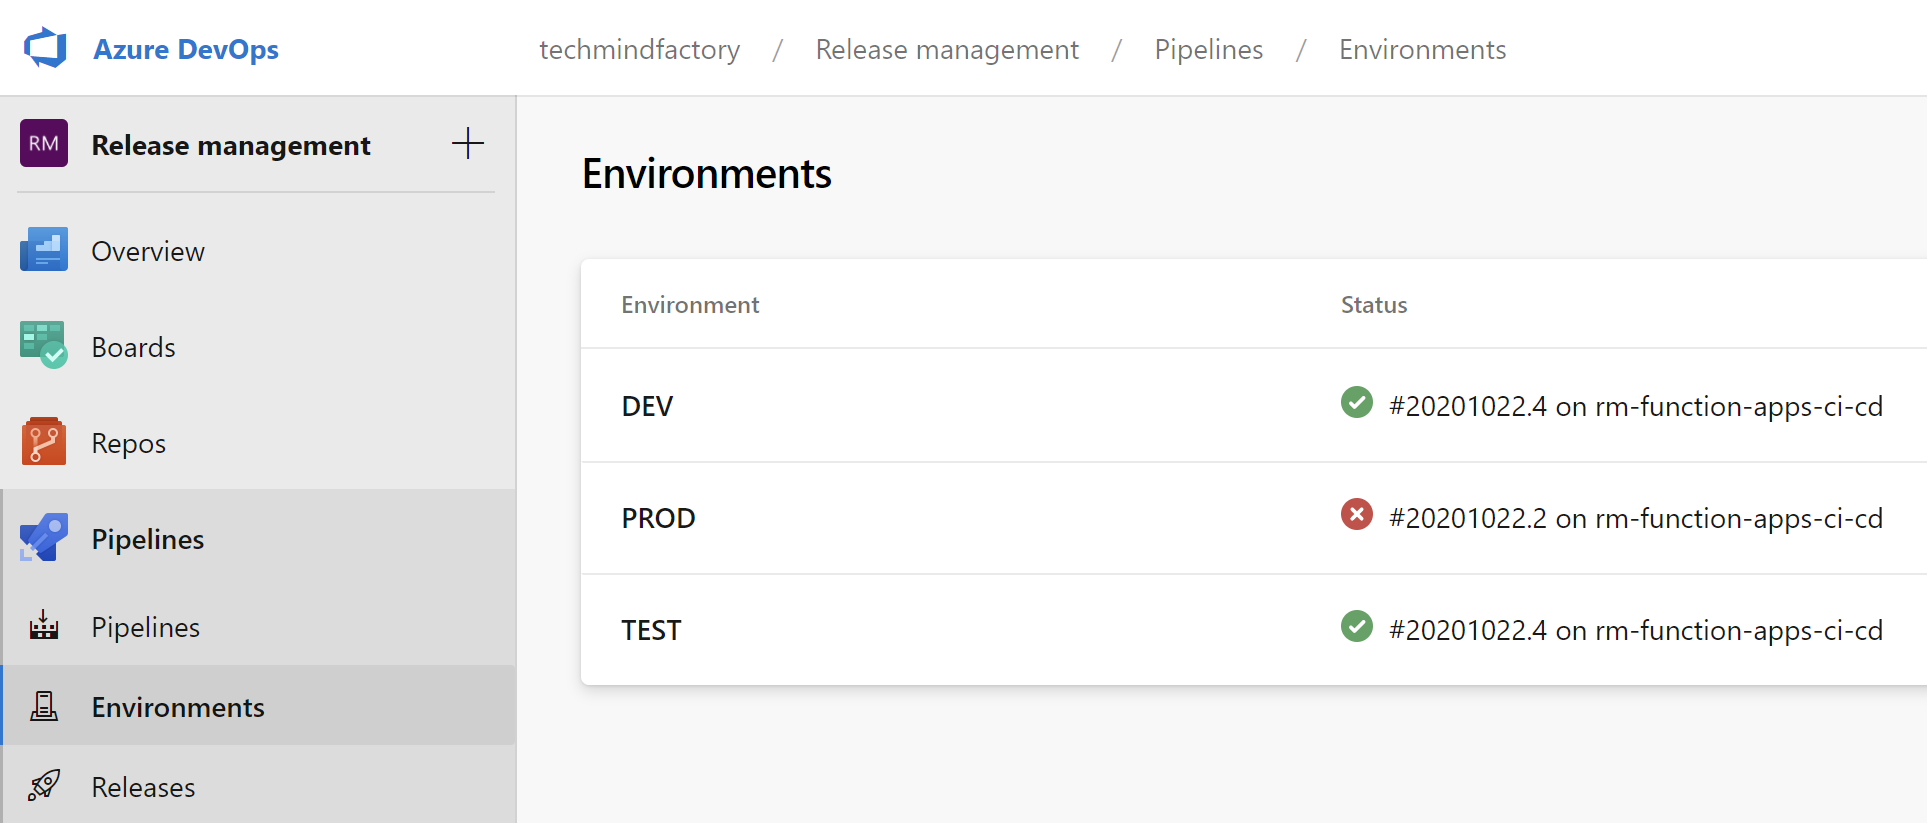 Azure DevOps
techmindfactory / Release management / Pipelines / Environments
RM Release management
Overview
Boards
Repos
Pipelines
Pipelines
Environments
Releases
Environments
Environment Status
DEV #20201022.4 on rm-function-apps-ci-cd
PROD #20201022.2 on rm-function-apps-ci-cd
TEST #20201022.4 on rm-function-apps-ci-cd